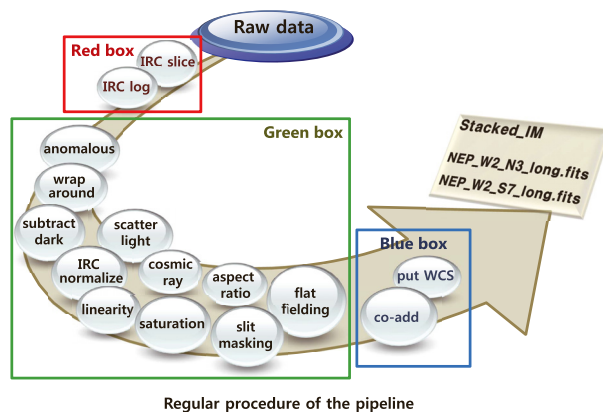 Raw data
Red box
IRC slice
IRC log
Green box
anomalous
wrap
around
subtract
dark
scatter
light
IRC
normalize
cosmic
ray
aspect
ratio
flat
fielding
linearity
saturation
slit
masking
Blue box
put WCS
co-add
Stacked_IM
NEP_W2_N3_long.fits
NEP_W2_S7_long.fits
Regular procedure of the pipeline